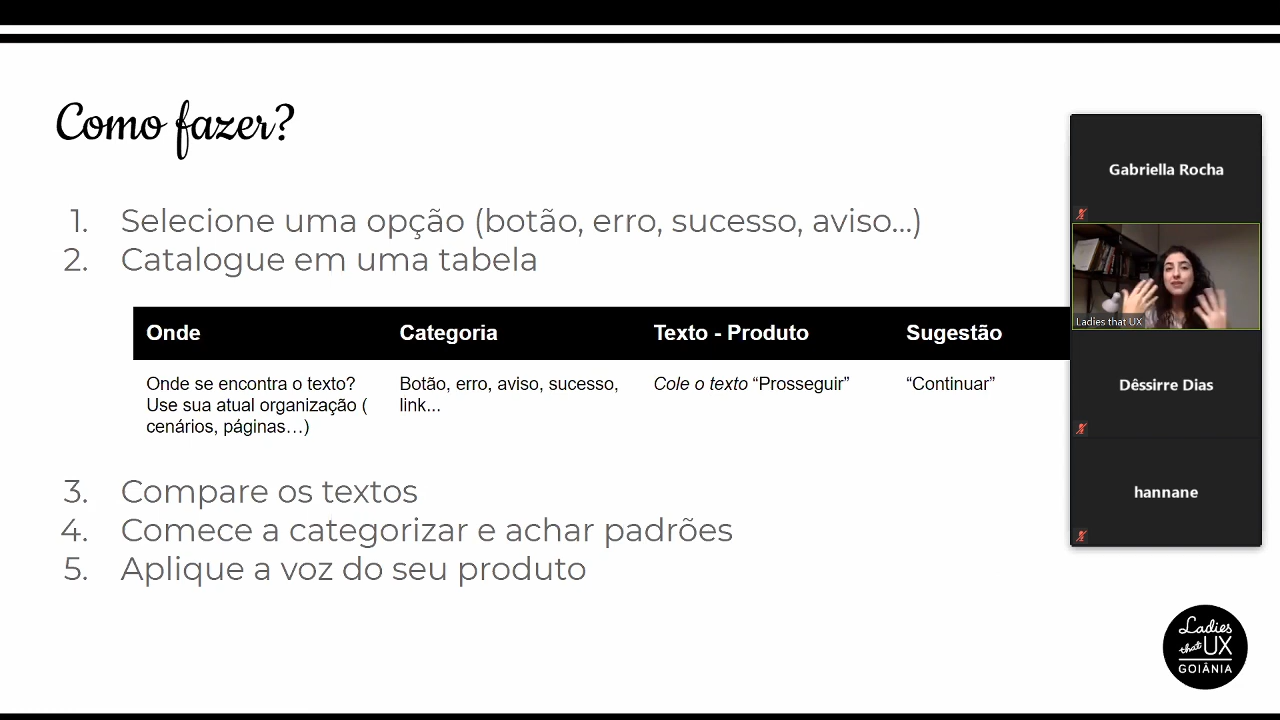 Como fazer?
1. Selecione uma opção (botão, erro, sucesso, aviso...)
2. Catalogue em uma tabela
Onde Categoria Texto - Produto Sugestão
Onde se encontra o texto? Botão, erro, aviso, sucesso, Cole o texto “Prosseguir” “Continuar”
Use sua atual organização ( link...
cenários, páginas…)
3. Compare os textos
4. Comece a categorizar e achar padrões
5. Aplique a voz do seu produto
Gabriella Rocha
Ladies that UX
Dêssirre Dias
hannane
Ladies
that UX
GOIÂNIA